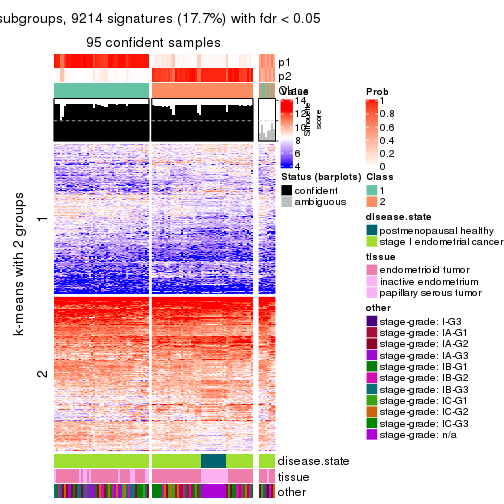 subgroups, 9214 signatures (17.7%) with fdr < 0.05
95 confident samples
p1
p2
Class
Silhouette
score
Value
14
12
10
8
6
4
Prob
1
0.8
0.6
0.4
0.2
0
Status (barplots)
confident
ambiguous
Class
1
2
disease.state
postmenopausal healthy
stage I endometrial cancer
tissue
endometrioid tumor
inactive endometrium
papillary serous tumor
other
stage-grade: I-G3
stage-grade: IA-G1
stage-grade: IA-G2
stage-grade: IA-G3
stage-grade: IB-G1
stage-grade: IB-G2
stage-grade: IB-G3
stage-grade: IC-G1
stage-grade: IC-G2
stage-grade: IC-G3
stage-grade: n/a
k-means with 2 groups
1
2
disease.state
tissue
other